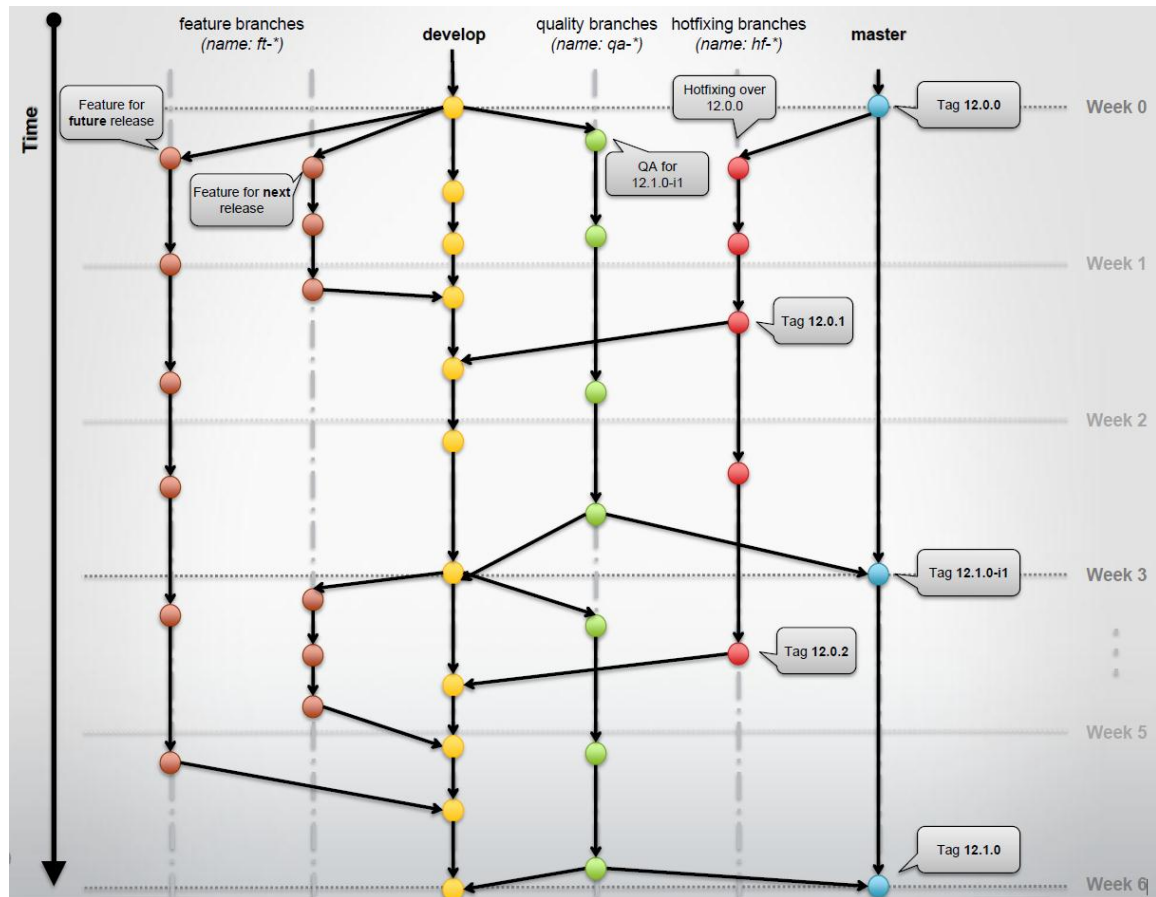 feature branches
(name: ft-*)
develop
quality branches
(name: qa-*)
hotfixing branches
(name: hf-*)
master
Time
Feature for
future release
Hotfixing over
12.0.0
Tag 12.0.0
Week 0
Feature for next
release
QA for
12.1.0-i1
Week 1
Tag 12.0.1
Week 2
Tag 12.1.0-i1
Week 3
Tag 12.0.2
Week 5
Tag 12.1.0
Week 6